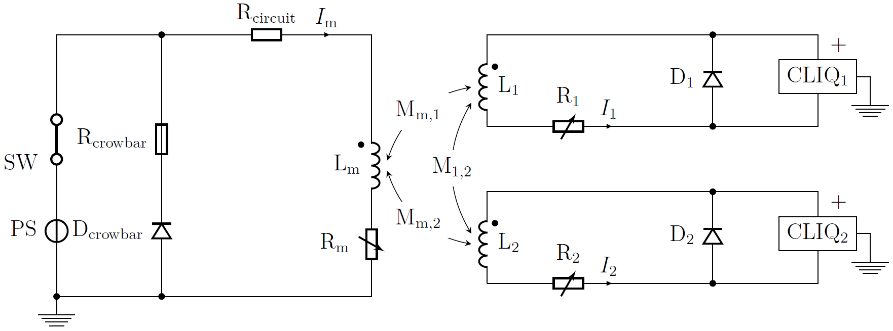 R_circuit
I_m
SW
PS
R_crowbar
D_crowbar
L_m
R_m
M_m,1
M_1,2
M_m,2
L_1
R_1
I_1
D_1
+
CLIQ_1
L_2
R_2
I_2
D_2
+
CLIQ_2